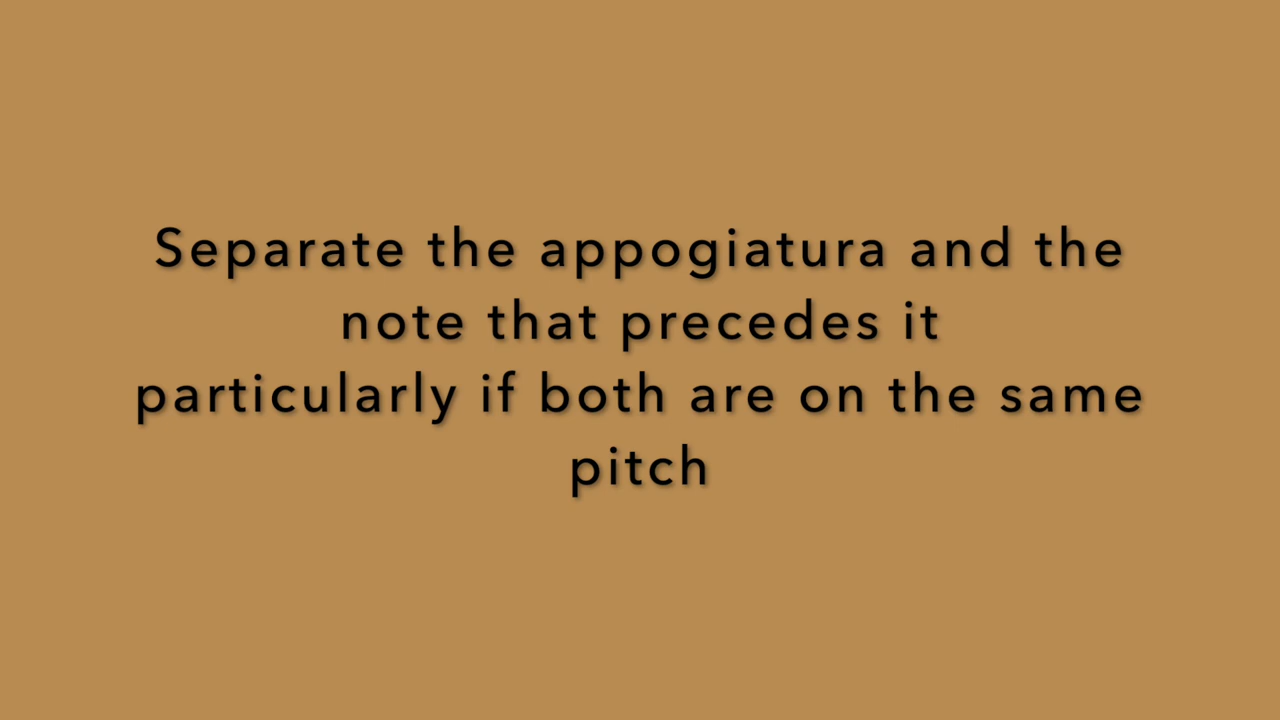 Separate the appogiatura and the
note that precedes it
particularly if both are on the same
pitch